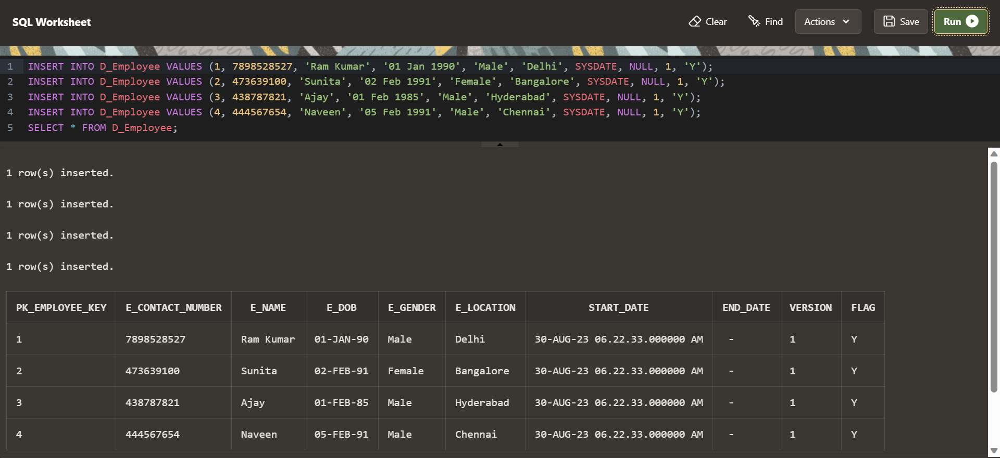 SQL Worksheet
Clear
Find
Actions
Save
Run
1 INSERT INTO D_Employee VALUES (1, 7898528527, 'Ram Kumar', '01 Jan 1990', 'Male', 'Delhi', SYSDATE, NULL, 1, 'Y');
2 INSERT INTO D_Employee VALUES (2, 473639100, 'Sunita', '02 Feb 1991', 'Female', 'Bangalore', SYSDATE, NULL, 1, 'Y');
3 INSERT INTO D_Employee VALUES (3, 438787821, 'Ajay', '01 Feb 1985', 'Male', 'Hyderabad', SYSDATE, NULL, 1, 'Y');
4 INSERT INTO D_Employee VALUES (4, 444567654, 'Naveen', '05 Feb 1991', 'Male', 'Chennai', SYSDATE, NULL, 1, 'Y');
5 SELECT * FROM D_Employee;
1 row(s) inserted.
1 row(s) inserted.
1 row(s) inserted.
1 row(s) inserted.
PK_EMPLOYEE_KEY E_CONTACT_NUMBER E_NAME E_DOB E_GENDER E_LOCATION START_DATE END_DATE VERSION FLAG
1 7898528527 Ram Kumar 01-JAN-90 Male Delhi 30-AUG-23 06.22.33.000000 AM - 1 Y
2 473639100 Sunita 02-FEB-91 Female Bangalore 30-AUG-23 06.22.33.000000 AM - 1 Y
3 438787821 Ajay 01-FEB-85 Male Hyderabad 30-AUG-23 06.22.33.000000 AM - 1 Y
4 444567654 Naveen 05-FEB-91 Male Chennai 30-AUG-23 06.22.33.000000 AM - 1 Y